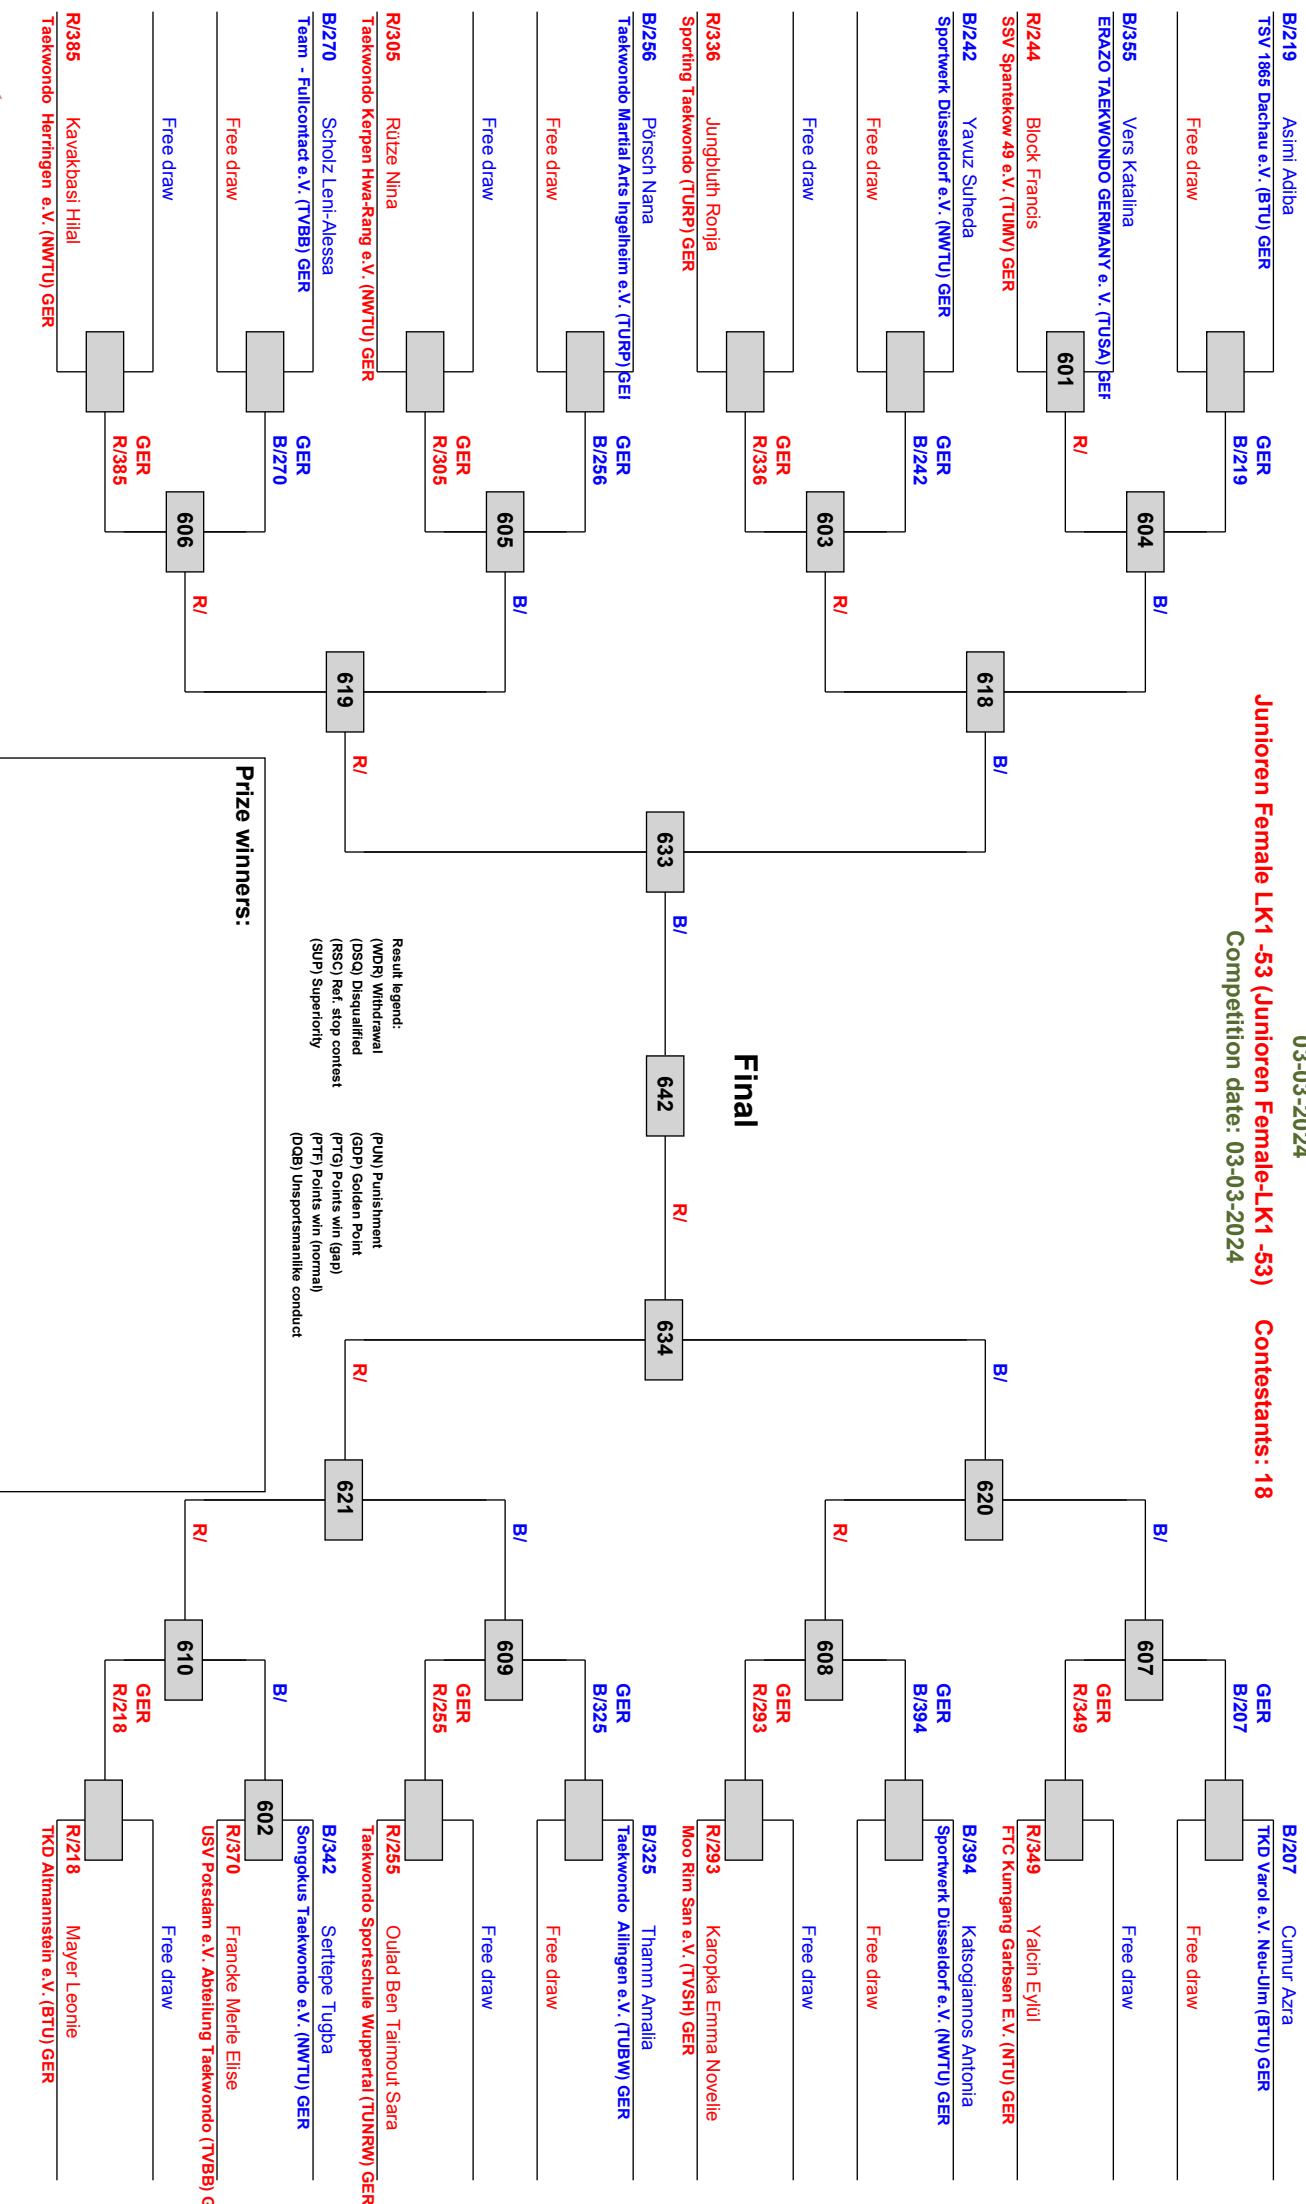 03-03-2024
Junioren Female LK1 -53 (Junioren Female-LK1 -53) Contestants: 18
Competition date: 03-03-2024
B/219 Asimi Adiba
TSV 1865 Dachau e.V. (BTU) GER
Free draw
B/355 Vers Katalina
ERAZO TAEKWONDO GERMANY e. V. (TUSA) GER
R/244 Block Francis
SSV Spantekow 49 e.V. (TUMV) GER
B/242 Yavuz Suheda
Sportwerk Düsseldorf e.V. (NWTU) GER
Free draw
Free draw
R/336 Jungbluth Ronja
Sporting Taekwondo (TURP) GER
B/256 Pörsch Nana
Taekwondo Martial Arts Ingelheim e.V. (TURP) GEI
Free draw
Free draw
R/305 Rütze Nina
Taekwondo Kerpen Hwa-Rang e.V. (NWTU) GER
B/270 Scholz Leni-Alessa
Team - Fullcontact e.V. (TVBB) GER
Free draw
Free draw
R/385 Kavakbasi Hilal
Taekwondo Herringen e.V. (NWTU) GER
601
GER
B/219
R/
GER
B/242
GER
R/336
GER
B/256
GER
R/305
GER
B/270
GER
R/385
604
603
605
606
B/
R/
B/
R/
618
619
B/
R/
633
B/
Final
642
R/
634
Result legend:
(WDR) Withdrawal
(DSQ) Disqualified
(RSC) Ref. stop contest
(SUP) Superiority
(PUN) Punishment
(GDP) Golden Point
(PTG) Points win (gap)
(PTF) Points win (normal)
(DQB) Unsportsmanlike conduct
Prize winners:
B/
R/
620
621
B/
R/
B/
R/
607
608
609
610
GER
B/207
GER
R/349
GER
B/394
GER
R/293
GER
B/325
GER
R/255
B/
GER
R/218
602
B/207 Cumur Azra
TKD Varol e.V. Neu-Ulm (BTU) GER
Free draw
Free draw
R/349 Yalcin Eylül
FTC Kumgang Garbsen E.V. (NTU) GER
B/394 Katsogiannos Antonia
Sportwerk Düsseldorf e.V. (NWTU) GER
Free draw
Free draw
R/293 Karopka Emma Novelie
Moo Rim San e.V. (TVSH) GER
B/325 Thamm Amalia
Taekwondo Ailingen e.V. (TUBW) GER
Free draw
Free draw
R/255 Oulad Ben Taimout Sara
Taekwondo Sportschule Wuppertal (TUNRW) GER
B/342 Serttepe Tugba
Songokus Taekwondo e.V. (NWTU) GER
R/370 Francke Merle Elise
USV Potsdam e.V. Abteilung Taekwondo (TVBB) G
Free draw
R/218 Mayer Leonie
TKD Altmannstein e.V. (BTU) GER